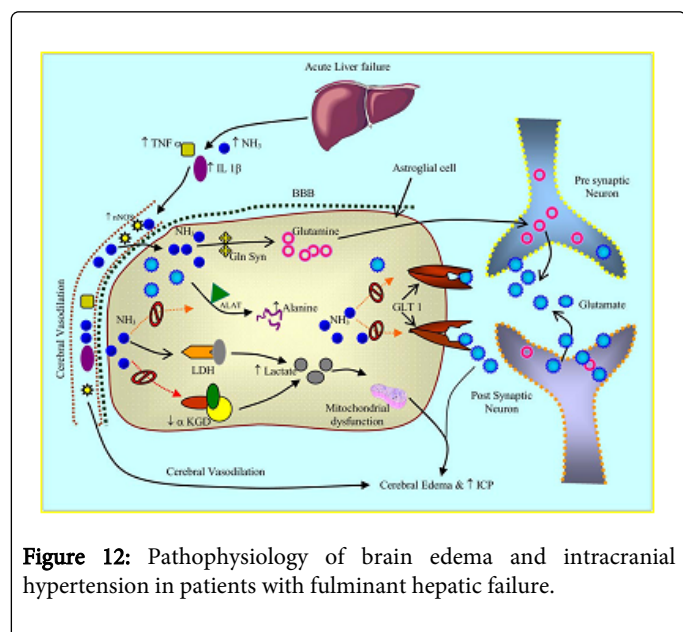 Acute Liver failure
↑ TNF α
↑ NH₃
↑ IL 1β
Astroglial cell
BBB
Pre synaptic
Neuron
↑ nNOS
NH₃
Glutamine
Gln Syn
ALAT
↑
Alanine
NH₃
GLT 1
Glutamate
Cerebral Vasodilation
NH₃
LDH
↑ Lactate
↓ α KGD
Mitochondrial
dysfunction
Post Synaptic
Neuron
Cerebral Vasodilation
Cerebral Edema & ↑ ICP
Figure 12: Pathophysiology of brain edema and intracranial
hypertension in patients with fulminant hepatic failure.